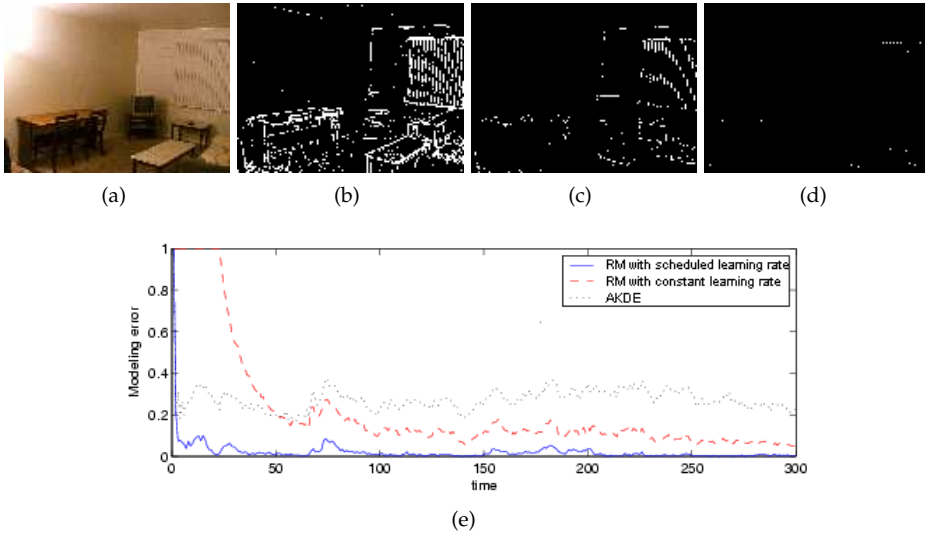 (a)
(b)
(c)
(d)
1
0.8
0.6
0.4
0.2
0
Modeling error
RM with scheduled learning rate
RM with constant learning rate
AKDE
0
50
100
150
200
250
300
time
(e)